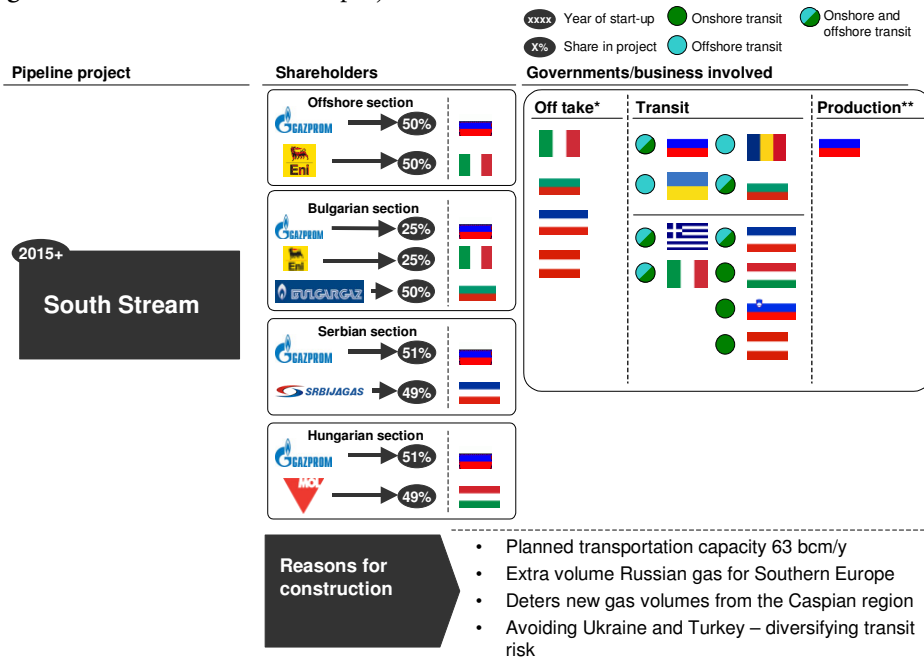 xxxx Year of start-up Onshore transit Onshore and offshore transit
X% Share in project Offshore transit
Pipeline project Shareholders Governments/business involved
2015+
South Stream
Offshore section
GAZPROM 50%
Eni 50%
Bulgarian section
GAZPROM 25%
Eni 25%
BULGARGAZ 50%
Serbian section
GAZPROM 51%
SRBIJAGAS 49%
Hungarian section
GAZPROM 51%
MOL 49%
Off take* Transit Production**
Reasons for
construction
• Planned transportation capacity 63 bcm/y
• Extra volume Russian gas for Southern Europe
• Deters new gas volumes from the Caspian region
• Avoiding Ukraine and Turkey – diversifying transit
risk